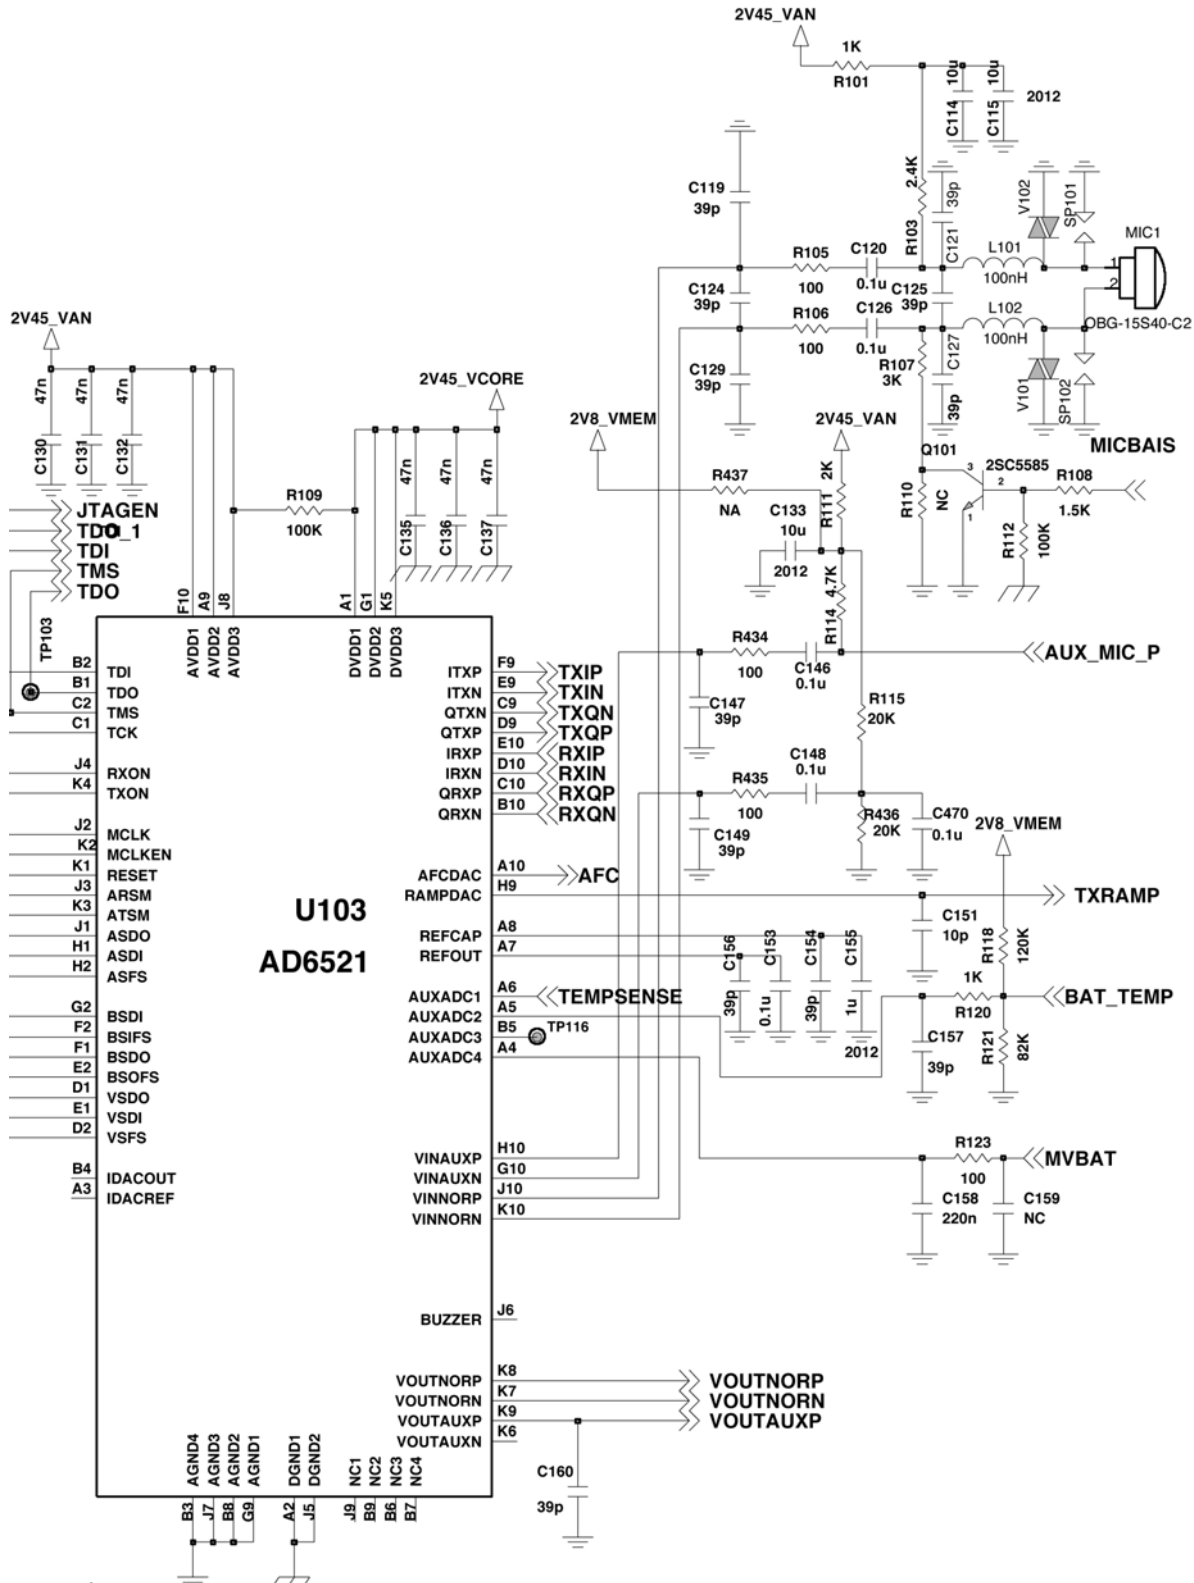 2V45_VAN
1K
R101
10u
C114
10u
C115
2012
C119
39p
2.4K
R103
39p
C121
V102
SP101
MIC1
L101
100nH
1
2
OBG-15S40-C2
R105
100
C120
0.1u
C124
39p
C125
39p
R106
100
C126
0.1u
L102
100nH
C129
39p
R107
3K
C127
39p
V101
SP102
MICBAIS
2V45_VAN
47n
C130
47n
C131
47n
C132
2V45_VCORE
47n
C135
47n
C136
47n
C137
R109
100K
JTAGEN
TDO_1
TDI
TMS
TDO
TP103
2V8_VMEM
2V45_VAN
R437
NA
2K
R111
C133
10u
2012
4.7K
R114
Q101
2SC5585
3
2
1
R110
NC
R108
1.5K
R112
100K
R434
100
C146
0.1u
AUX_MIC_P
C147
39p
R115
20K
R435
100
C148
0.1u
C149
39p
R436
20K
C470
0.1u
2V8_VMEM
F10
A9
J8
A1
G1
K5
AVDD1
AVDD2
AVDD3
DVDD1
DVDD2
DVDD3
B2
TDI
B1
TDO
C2
TMS
C1
TCK
J4
RXON
K4
TXON
J2
MCLK
K2
MCLKEN
K1
RESET
J3
ARSM
K3
ATSM
J1
ASDO
H1
ASDI
H2
ASFS
G2
BSDI
F2
BSIFS
F1
BSDO
E2
BSOFS
D1
VSDO
E1
VSDI
D2
VSFS
B4
IDACOUT
A3
IDACREF
U103
AD6521
ITXP
F9
TXIP
ITXN
E9
TXIN
QTXN
C9
TXQN
QTXP
D9
TXQP
IRXP
E10
RXIP
IRXN
D10
RXIN
QRXP
C10
RXQP
QRXN
B10
RXQN
AFCDAC
A10
AFC
RAMPDAC
H9
TXRAMP
C151
10p
REFCAP
A8
REFOUT
A7
C156
39p
C153
0.1u
C154
39p
C155
1u
2012
R118
120K
1K
R120
BAT_TEMP
C157
39p
R121
82K
AUXADC1
A6
TEMPSENSE
AUXADC2
A5
AUXADC3
B5
TP116
AUXADC4
A4
VINAUXP
H10
VINAUXN
G10
VINNORP
J10
VINNORN
K10
R123
100
MVBAT
C158
220n
C159
NC
BUZZER
J6
VOUTNORP
K8
VOUTNORP
VOUTNORN
K7
VOUTNORN
VOUTAUXP
K9
VOUTAUXP
VOUTAUXN
K6
C160
39p
AGND4
AGND3
AGND2
AGND1
DGND1
DGND2
NC1
NC2
NC3
NC4
B3
J7
B8
G9
A2
J5
J9
B9
B6
B7